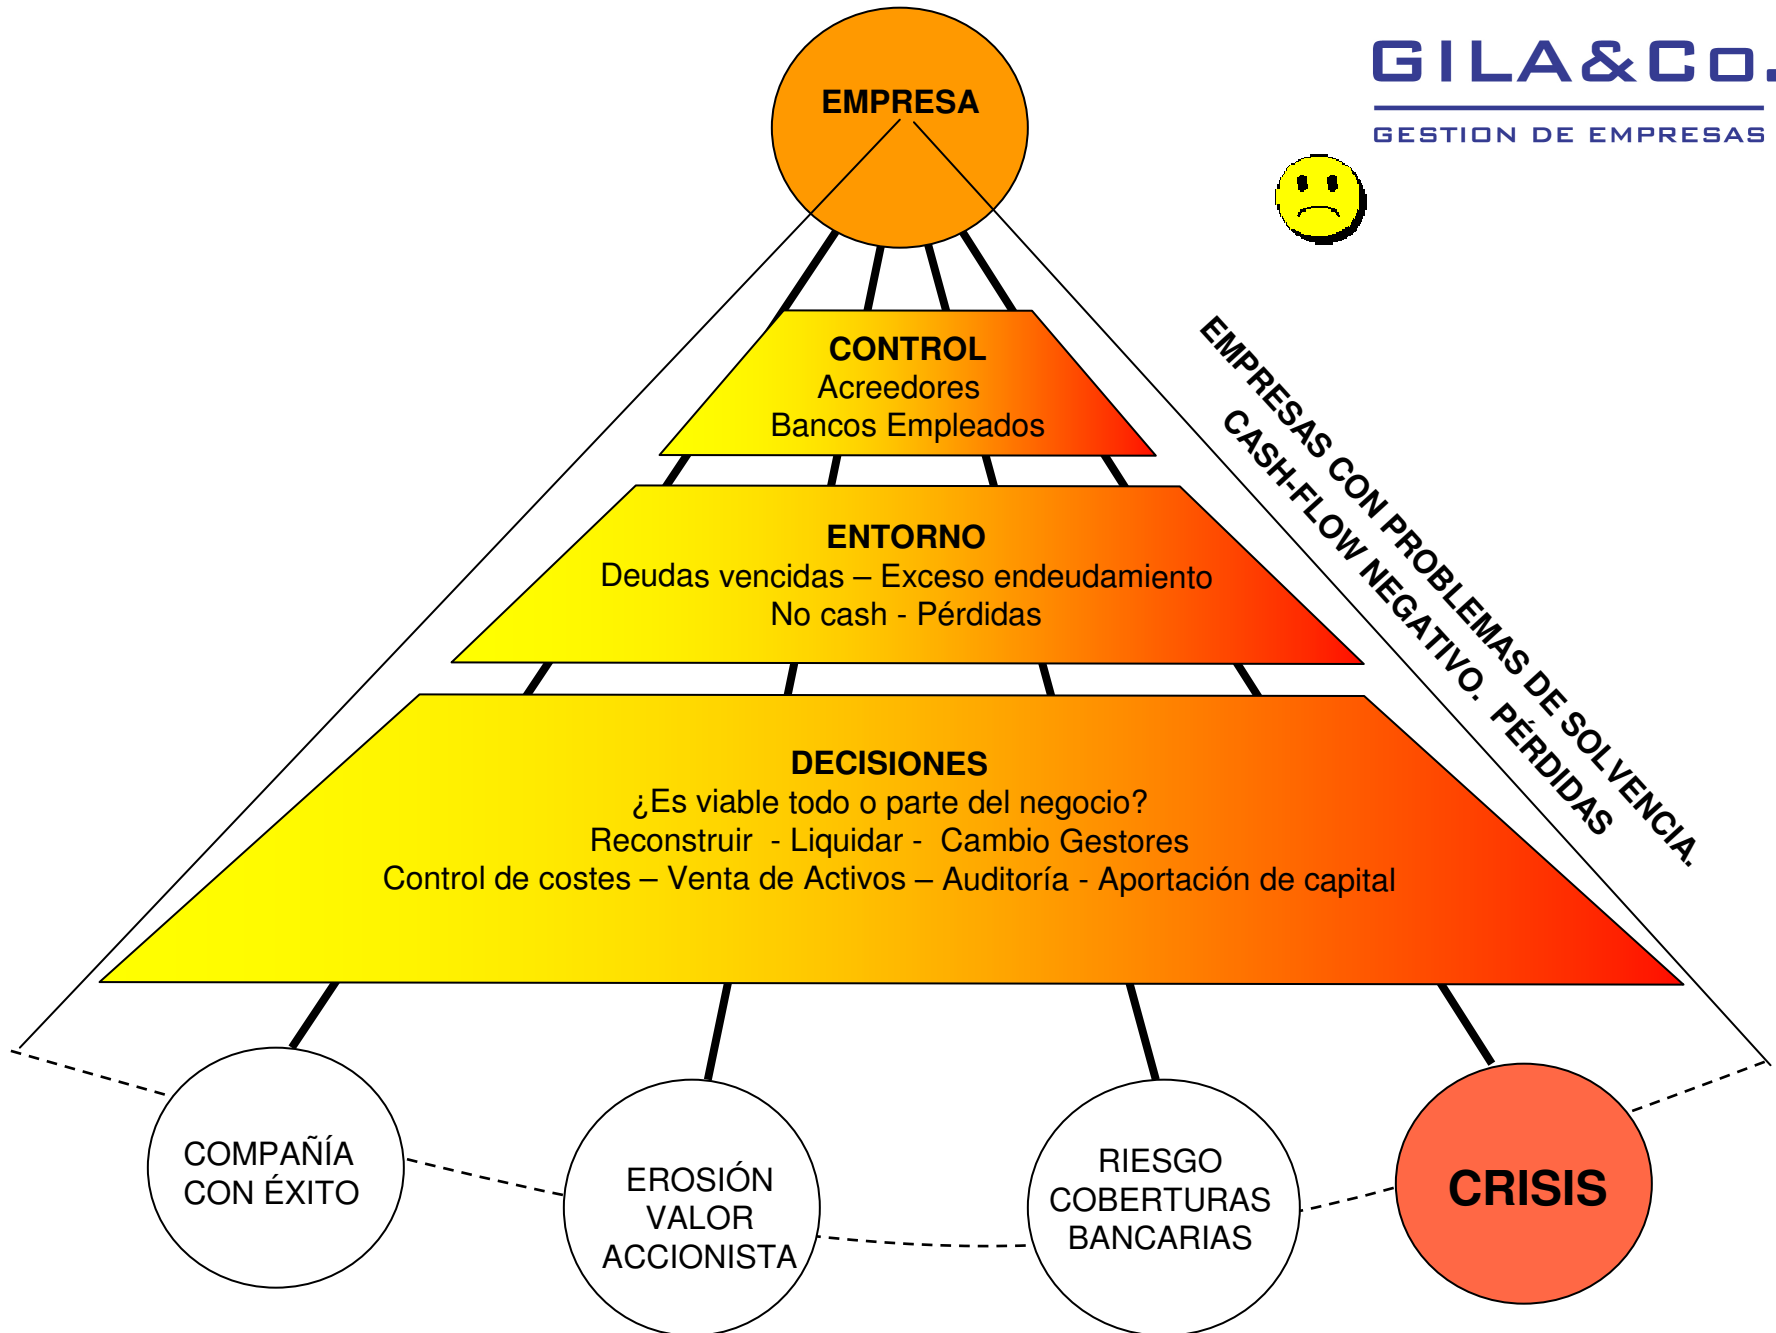 GILA&Co.
GESTION DE EMPRESAS
EMPRESA
CONTROL
Acreedores
Bancos Empleados
ENTORNO
Deudas vencidas – Exceso endeudamiento
No cash - Pérdidas
DECISIONES
¿Es viable todo o parte del negocio?
Reconstruir - Liquidar - Cambio Gestores
Control de costes – Venta de Activos – Auditoría - Aportación de capital
EMPRESAS CON PROBLEMAS DE SOLVENCIA.
CASH-FLOW NEGATIVO. PÉRDIDAS
COMPAÑÍA
CON ÉXITO
EROSIÓN
VALOR
ACCIONISTA
RIESGO
COBERTURAS
BANCARIAS
CRISIS